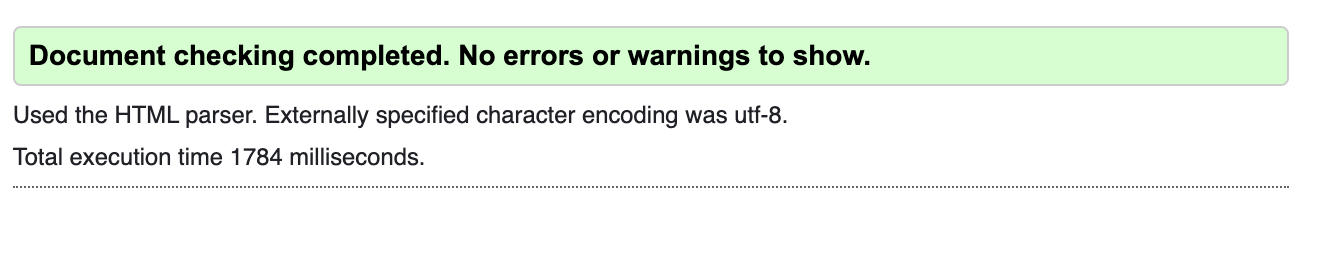 Document checking completed. No errors or warnings to show.
Used the HTML parser. Externally specified character encoding was utf-8.
Total execution time 1784 milliseconds.